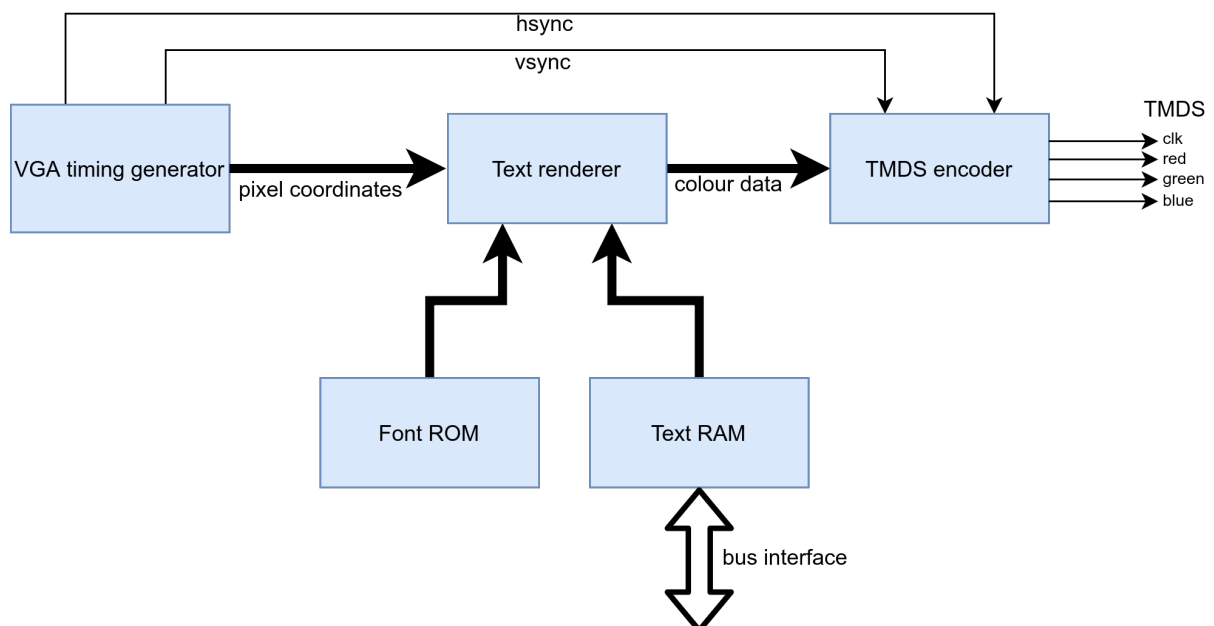 hsync
vsync
TMDS
VGA timing generator
pixel coordinates
Text renderer
colour data
TMDS encoder
clk
red
green
blue
Font ROM
Text RAM
bus interface